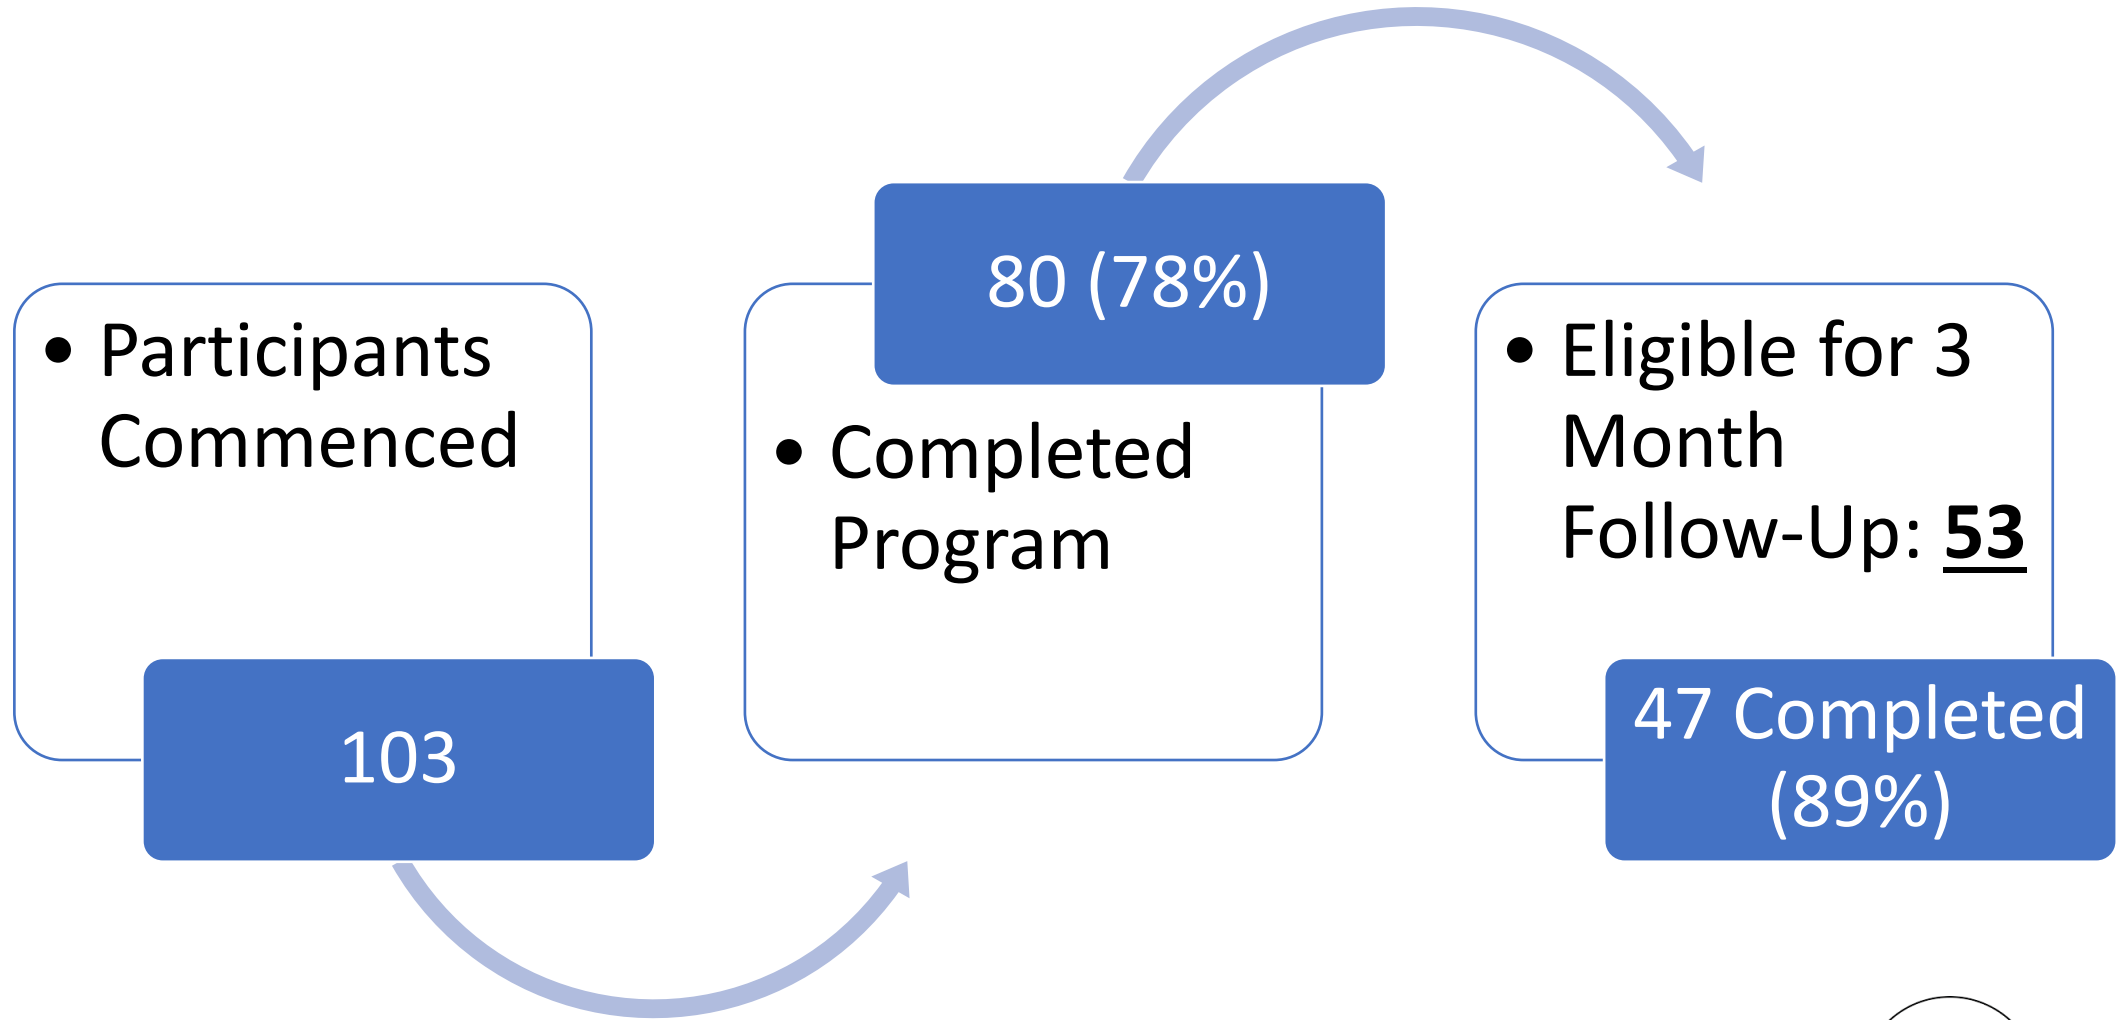 • Participants
Commenced
103
80 (78%)
• Completed
Program
• Eligible for 3
Month
Follow-Up: 53
47 Completed
(89%)